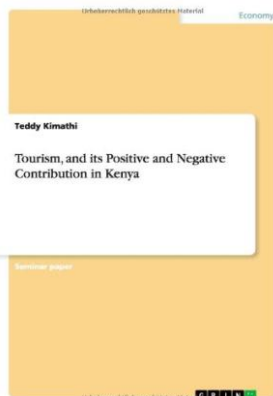 Urheberrechtlich geschütztes Material
Economy
Teddy Kimathi
Tourism, and its Positive and Negative
Contribution in Kenya
Seminar paper
GRIN